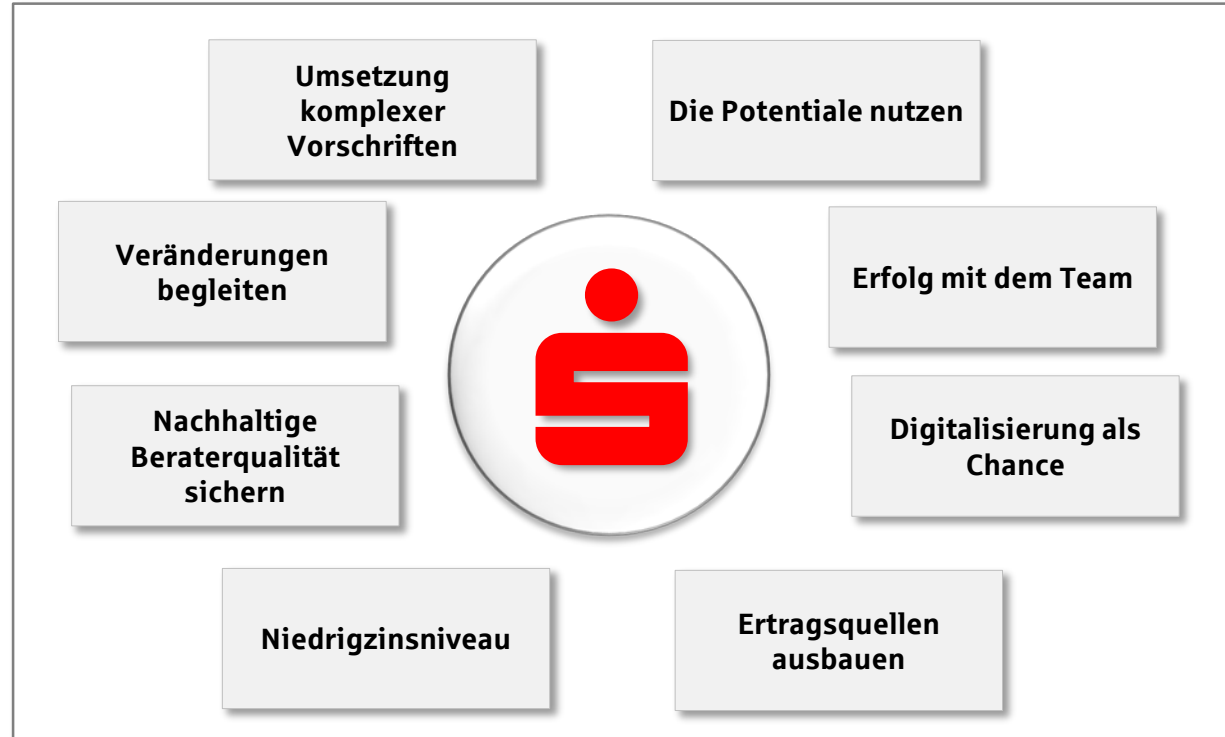 Umsetzung
komplexer
Vorschriften
Die Potentiale nutzen
Veränderungen
begleiten
Erfolg mit dem Team
Nachhaltige
Beraterqualität
sichern
Digitalisierung als
Chance
Niedrigzinsniveau
Ertragsquellen
ausbauen